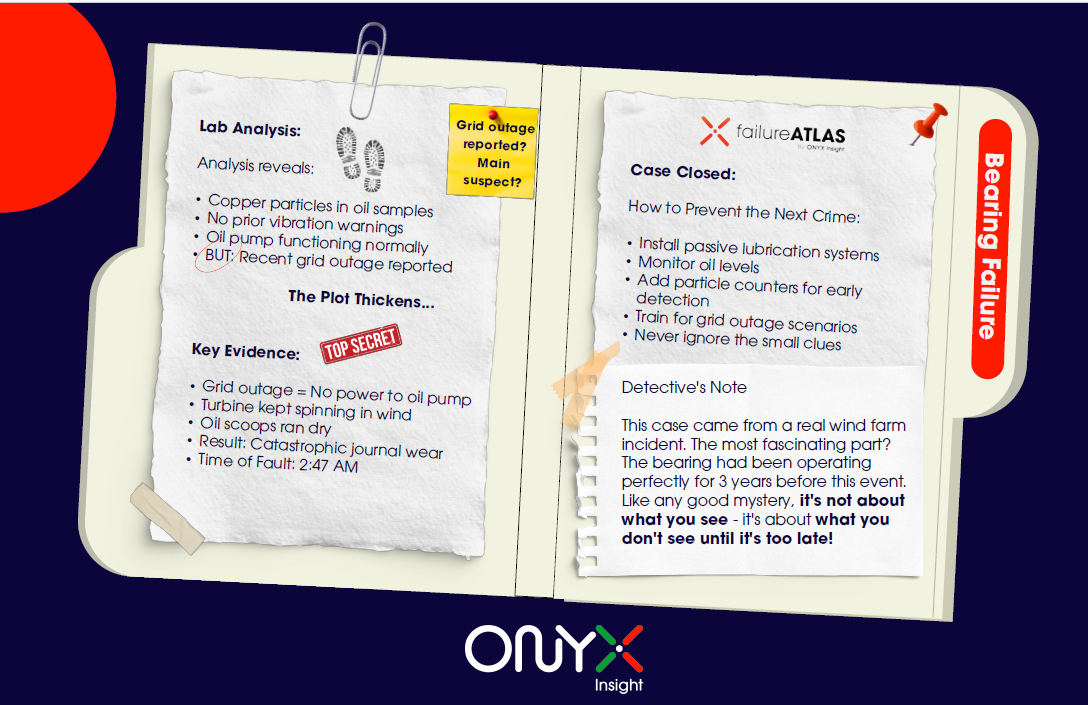 Lab Analysis:
Analysis reveals:
• Copper particles in oil samples
• No prior vibration warnings
• Oil pump functioning normally
• BUT: Recent grid outage reported
The Plot Thickens...
TOP SECRET
Key Evidence:
• Grid outage = No power to oil pump
• Turbine kept spinning in wind
• Oil scoops ran dry
• Result: Catastrophic journal wear
• Time of Fault: 2:47 AM
Grid outage
reported?
Main
suspect?
failureATLAS
by ONYX Insight
Case Closed:
How to Prevent the Next Crime:
• Install passive lubrication systems
• Monitor oil levels
• Add particle counters for early
detection
• Train for grid outage scenarios
• Never ignore the small clues
Detective's Note
This case came from a real wind farm
incident. The most fascinating part?
The bearing had been operating
perfectly for 3 years before this event.
Like any good mystery, it's not about
what you see - it's about what you
don't see until it's too late!
Bearing Failure
ONYX
Insight